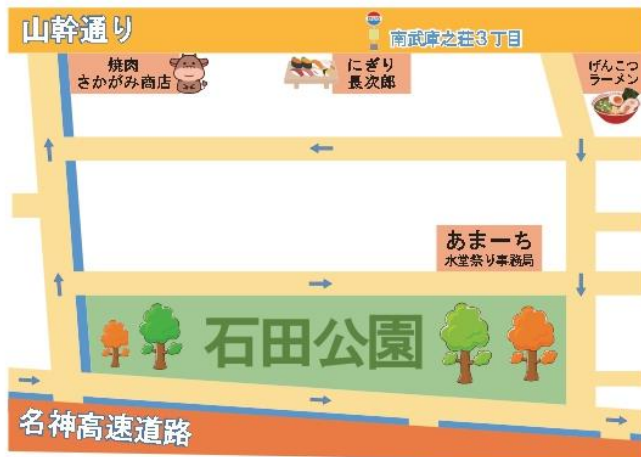 山幹通り
南武庫之荘３丁目
焼肉
さかがみ商店
にぎり
長次郎
げんこつ
ラーメン
あまーち
水堂祭り事務局
石田公園
名神高速道路